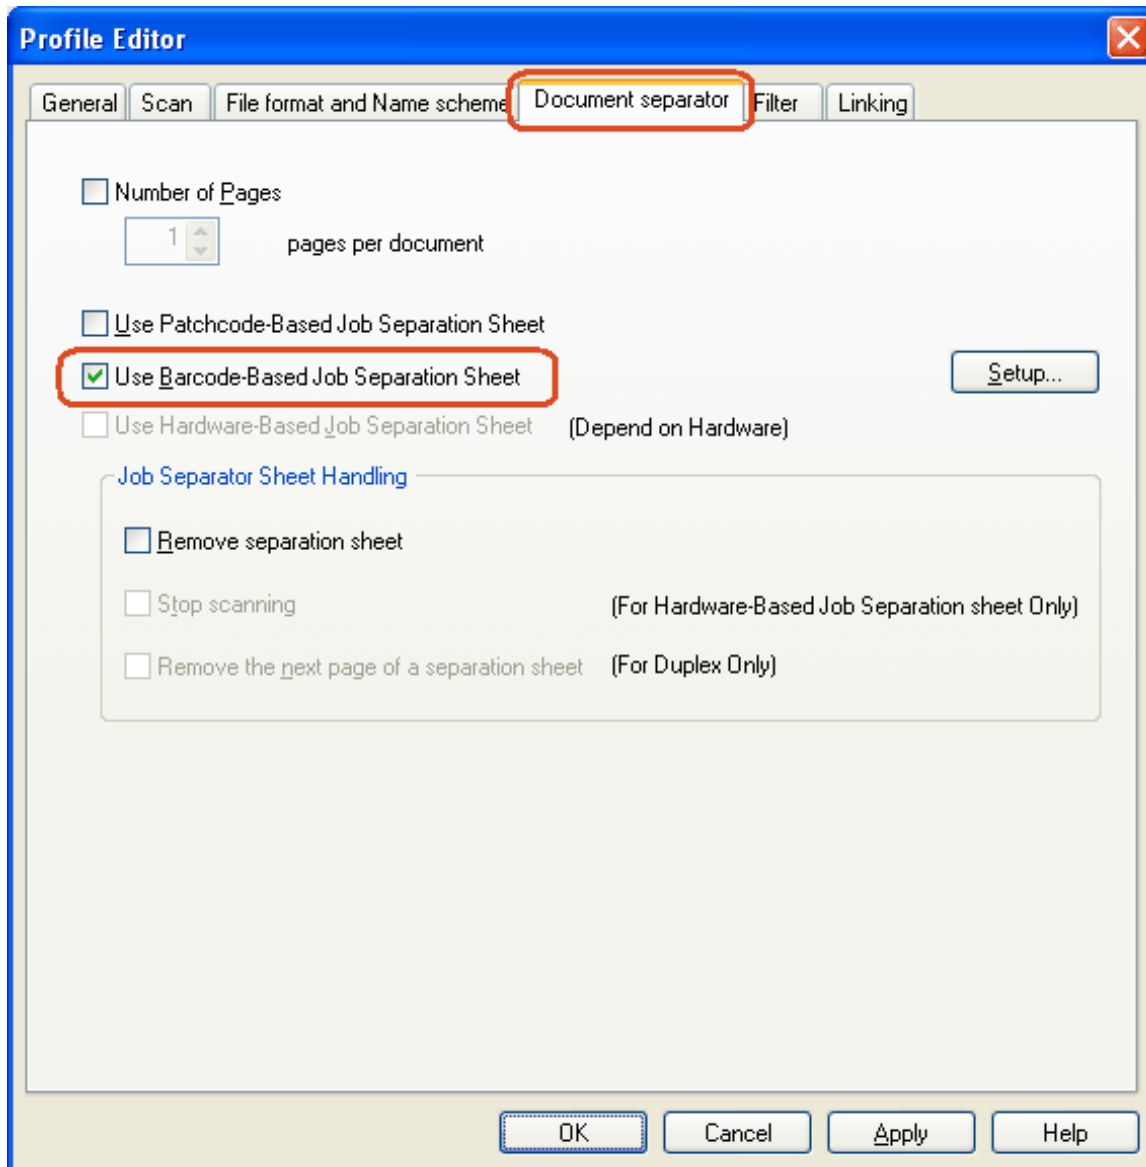 Profile Editor
General Scan File format and Name scheme Document separator Filter Linking
Number of Pages
1 pages per document
Use Patchcode-Based Job Separation Sheet
Use Barcode-Based Job Separation Sheet Setup...
Use Hardware-Based Job Separation Sheet (Depend on Hardware)
Job Separator Sheet Handling
Remove separation sheet
Stop scanning (For Hardware-Based Job Separation sheet Only)
Remove the next page of a separation sheet (For Duplex Only)
OK Cancel Apply Help